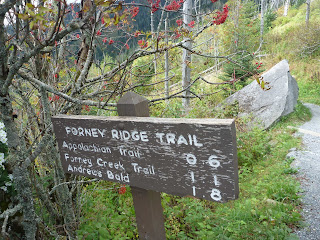 FORNEY RIDGE TRAIL
Appalachian Trail 0 6
Forney Creek Trail 1 1
Andrews Bald 1 8